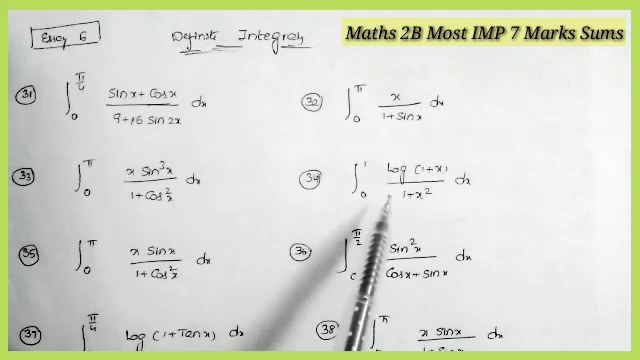 Essay 6 Definite Integrals Maths 2B Most IMP 7 Marks Sums
31 ∫₀^{π/4} (Sin x + Cos x)/(9+16 Sin 2x) dx
32 ∫₀^π x/(1+Sin x) dx
33 ∫₀^π (x Sin³x)/(1+Cos²x) dx
34 ∫₀^1 Log(1+x)/(1+x²) dx
35 ∫₀^π (x Sin x)/(1+Cos²x) dx
36 ∫₀^{π/2} Sin²x/(Cos x + Sin x) dx
37 ∫^{π/4} Log (1+Tan x) dx
38 ∫^π x Sin x dx